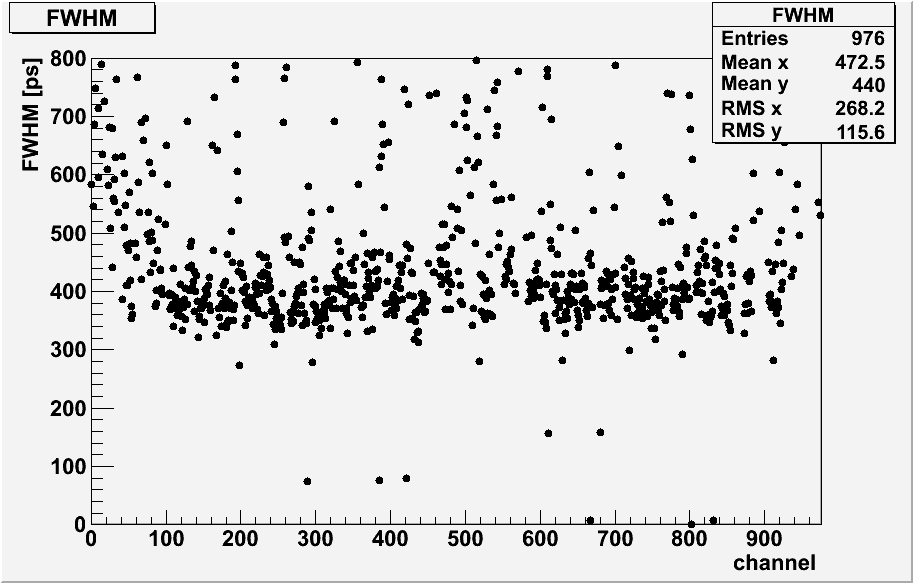 FWHM
FWHM
Entries 976
Mean x 472.5
Mean y 440
RMS x 268.2
RMS y 115.6
FWHM [ps]
800
700
600
500
400
300
200
100
0
0 100 200 300 400 500 600 700 800 900
channel